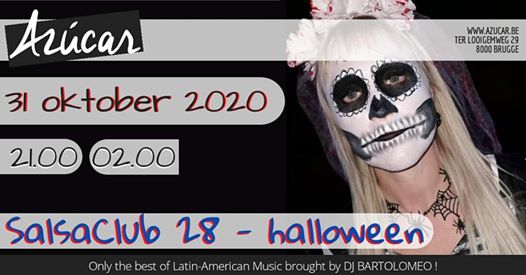 Azúcar
WWW.AZUCAR.BE
TER LOOIGEMWEG 29
8000 BRUGGE
31 oktober 2020
21.00 02.00
SalsaClub 28 - halloween
Only the best of Latin-American Music brought by DJ BARTOLOMEO !